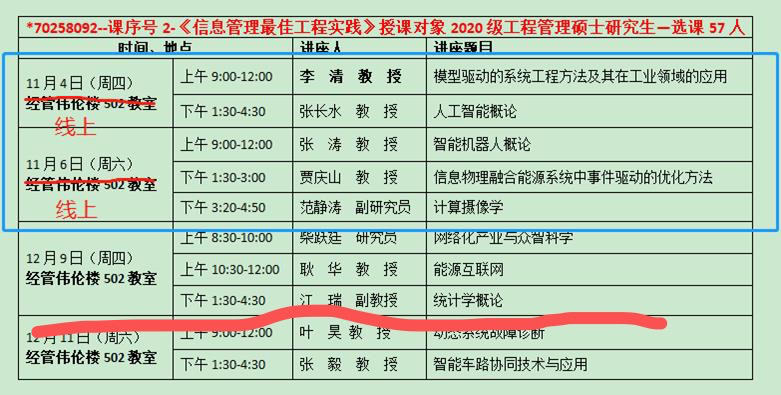 *70258092--课序号 2-《信息管理最佳工程实践》授课对象 2020 级工程管理硕士研究生—选课 57 人
时间、地点 讲座人 讲座题目
11 月 4 日（周四）
经管伟伦楼 502 教室
线上
上午 9:00-12:00 李 清 教 授 模型驱动的系统工程方法及其在工业领域的应用
下午 1:30-4:30 张长水 教 授 人工智能概论
11 月 6 日（周六）
经管伟伦楼 502 教室
线上
上午 9:00-12:00 张 涛 教 授 智能机器人概论
下午 1:30-3:00 贾庆山 教 授 信息物理融合能源系统中事件驱动的优化方法
下午 3:20-4:50 范静涛 副研究员 计算摄像学
12 月 9 日（周四）
经管伟伦楼 502 教室
上午 8:30-10:00 柴跃廷 研究员 网络化产业与众智科学
上午 10:30-12:00 耿 华 教 授 能源互联网
下午 1:30-4:30 江 瑞 副教授 统计学概论
12 月 11 日（周六）
经管伟伦楼 502 教室
上午 9:00-12:00 叶 昊 教 授 动态系统故障诊断
下午 1:30-4:30 张 毅 教 授 智能车路协同技术与应用